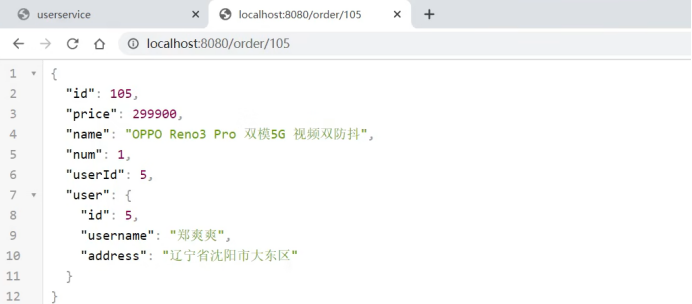 userservice
localhost:8080/order/105
localhost:8080/order/105
1 {
2 "id": 105,
3 "price": 299900,
4 "name": "OPPO Reno3 Pro 双模5G 视频双防抖",
5 "num": 1,
6 "userId": 5,
7 "user": {
8 "id": 5,
9 "username": "郑爽爽",
10 "address": "辽宁省沈阳市大东区"
11 }
12 }